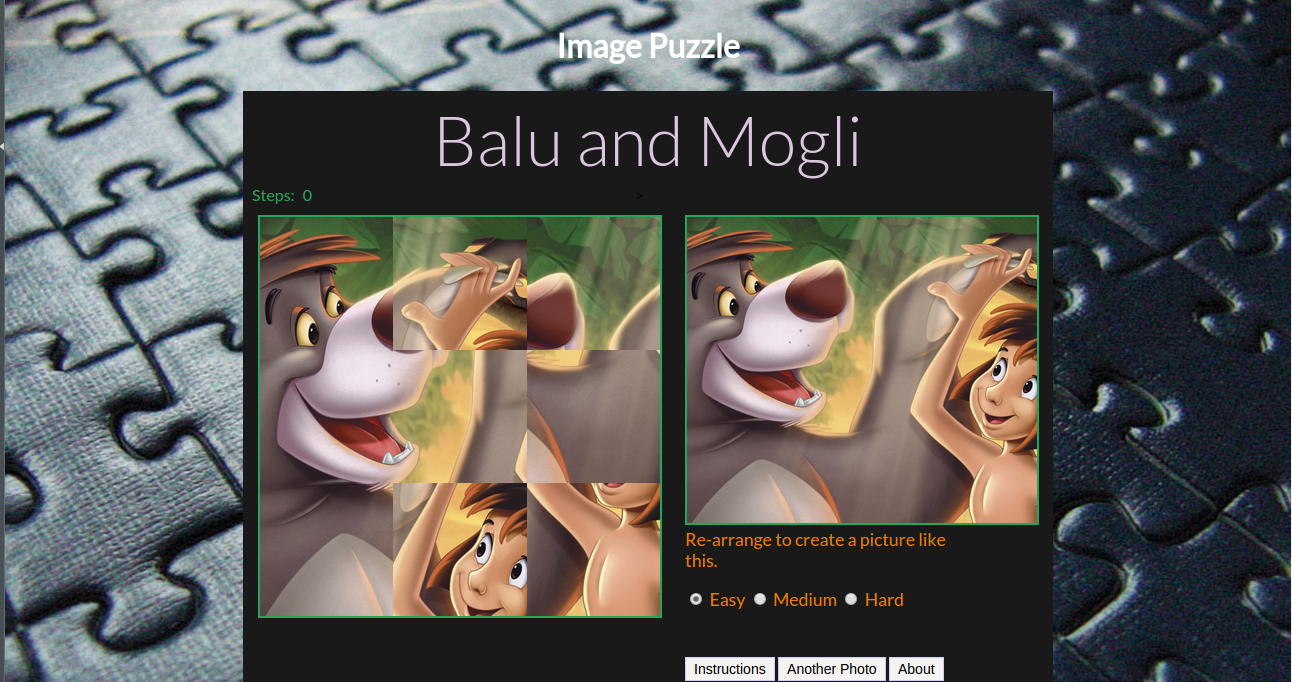 Image Puzzle
Balu and Mogli
Steps: 0
>
Re-arrange to create a picture like
this.
Easy Medium Hard
Instructions Another Photo About